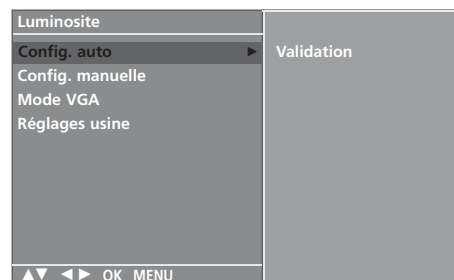 Luminosite
Config. auto ► Validation
Config. manuelle
Mode VGA
Réglages usine
▲▼ ◄► OK MENU